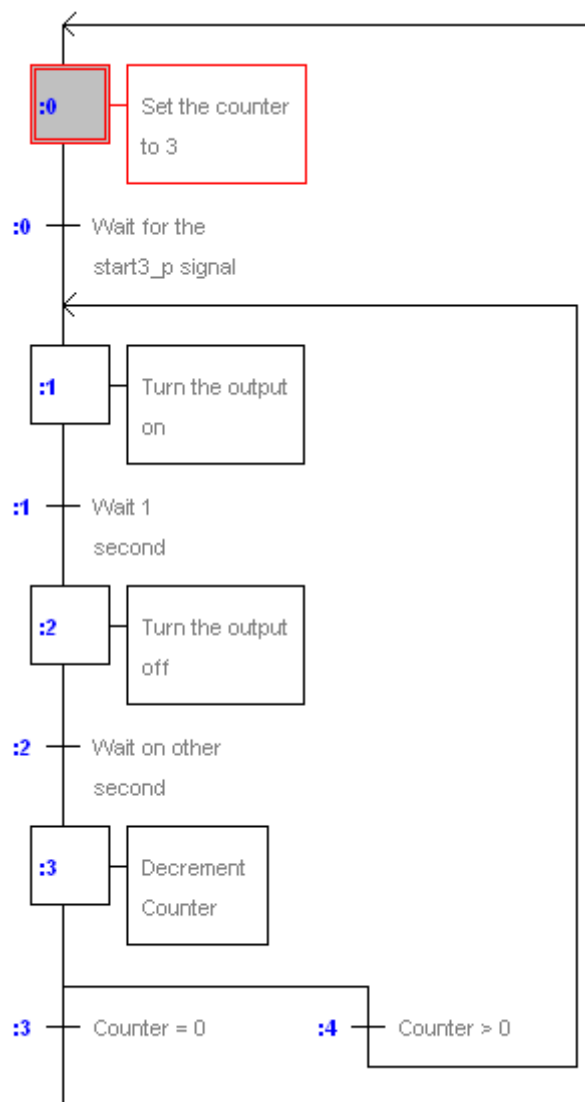 :0
Set the counter
to 3
:0
Wait for the
start3_p signal
:1
Turn the output
on
:1
Wait 1
second
:2
Turn the output
off
:2
Wait on other
second
:3
Decrement
Counter
:3
Counter = 0
:4
Counter > 0